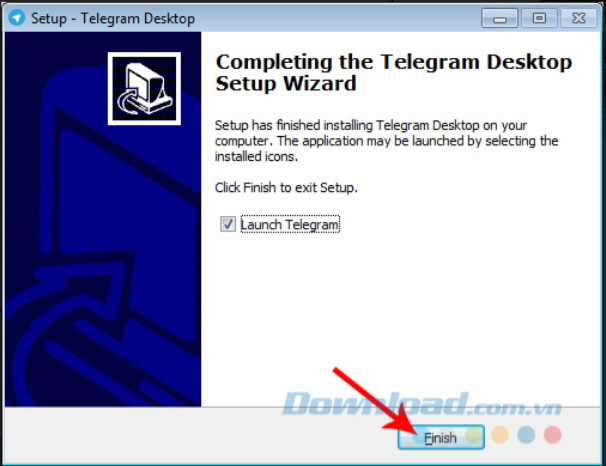 Setup - Telegram Desktop
Completing the Telegram Desktop
Setup Wizard
Setup has finished installing Telegram Desktop on your
computer. The application may be launched by selecting the
installed icons.
Click Finish to exit Setup.
Launch Telegram
Download.com.vn
Finish